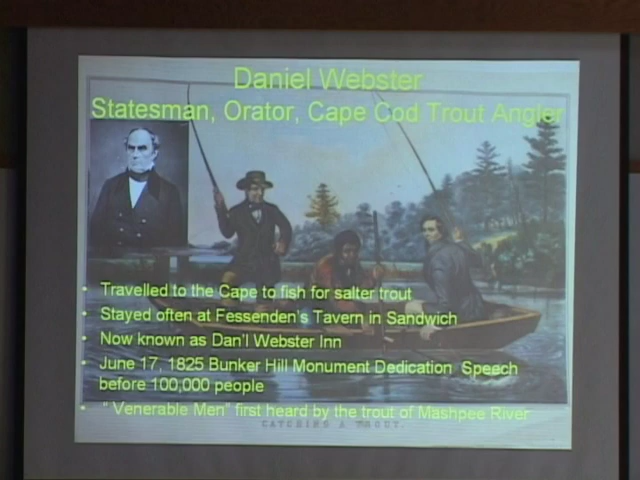 Daniel Webster
Statesman, Orator, Cape Cod Trout Angler
• Travelled to the Cape to fish for salter trout
• Stayed often at Fessenden's Tavern in Sandwich
• Now known as Dan'l Webster Inn
• June 17, 1825 Bunker Hill Monument Dedication Speech
before 100,000 people
• " Venerable Men" first heard by the trout of Mashpee River
CATCHING A TROUT.